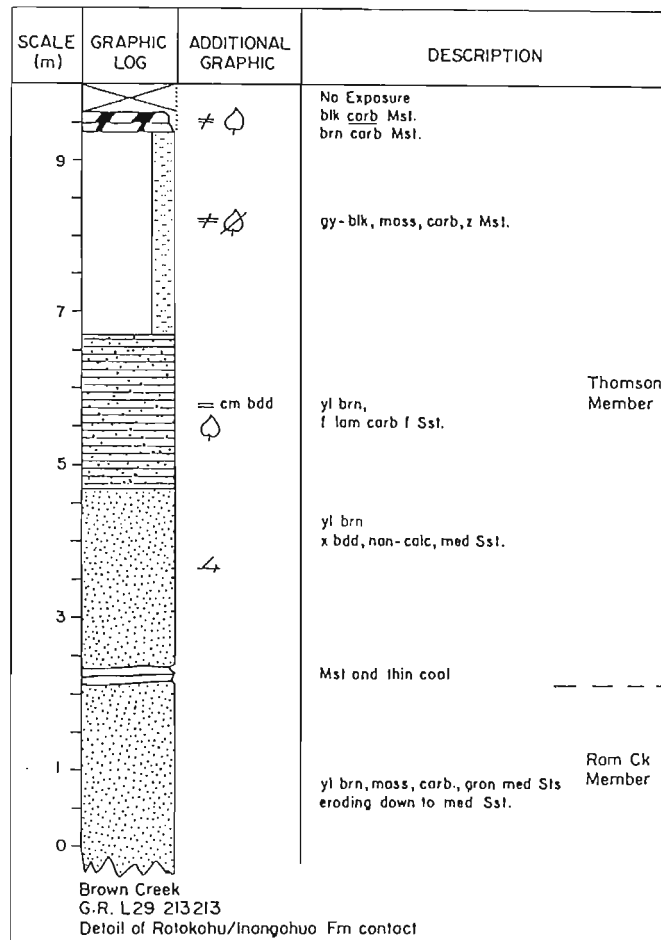 SCALE (m)
GRAPHIC LOG
ADDITIONAL GRAPHIC
DESCRIPTION
No Exposure
blk carb Mst.
brn carb Mst.
9
gy-blk, mass, carb, z Mst.
7
Thomson Member
= cm bdd
yl brn,
f lam carb f Sst.
5
yl brn
x bdd, non-calc, med Sst.
3
Mst and thin coal
Ram Ck Member
1
yl brn, mass, carb., gran med Sts
eroding down to med Sst.
0
Brown Creek
G.R. L29 213213
Detail of Rotokohu/Inangahua Fm contact